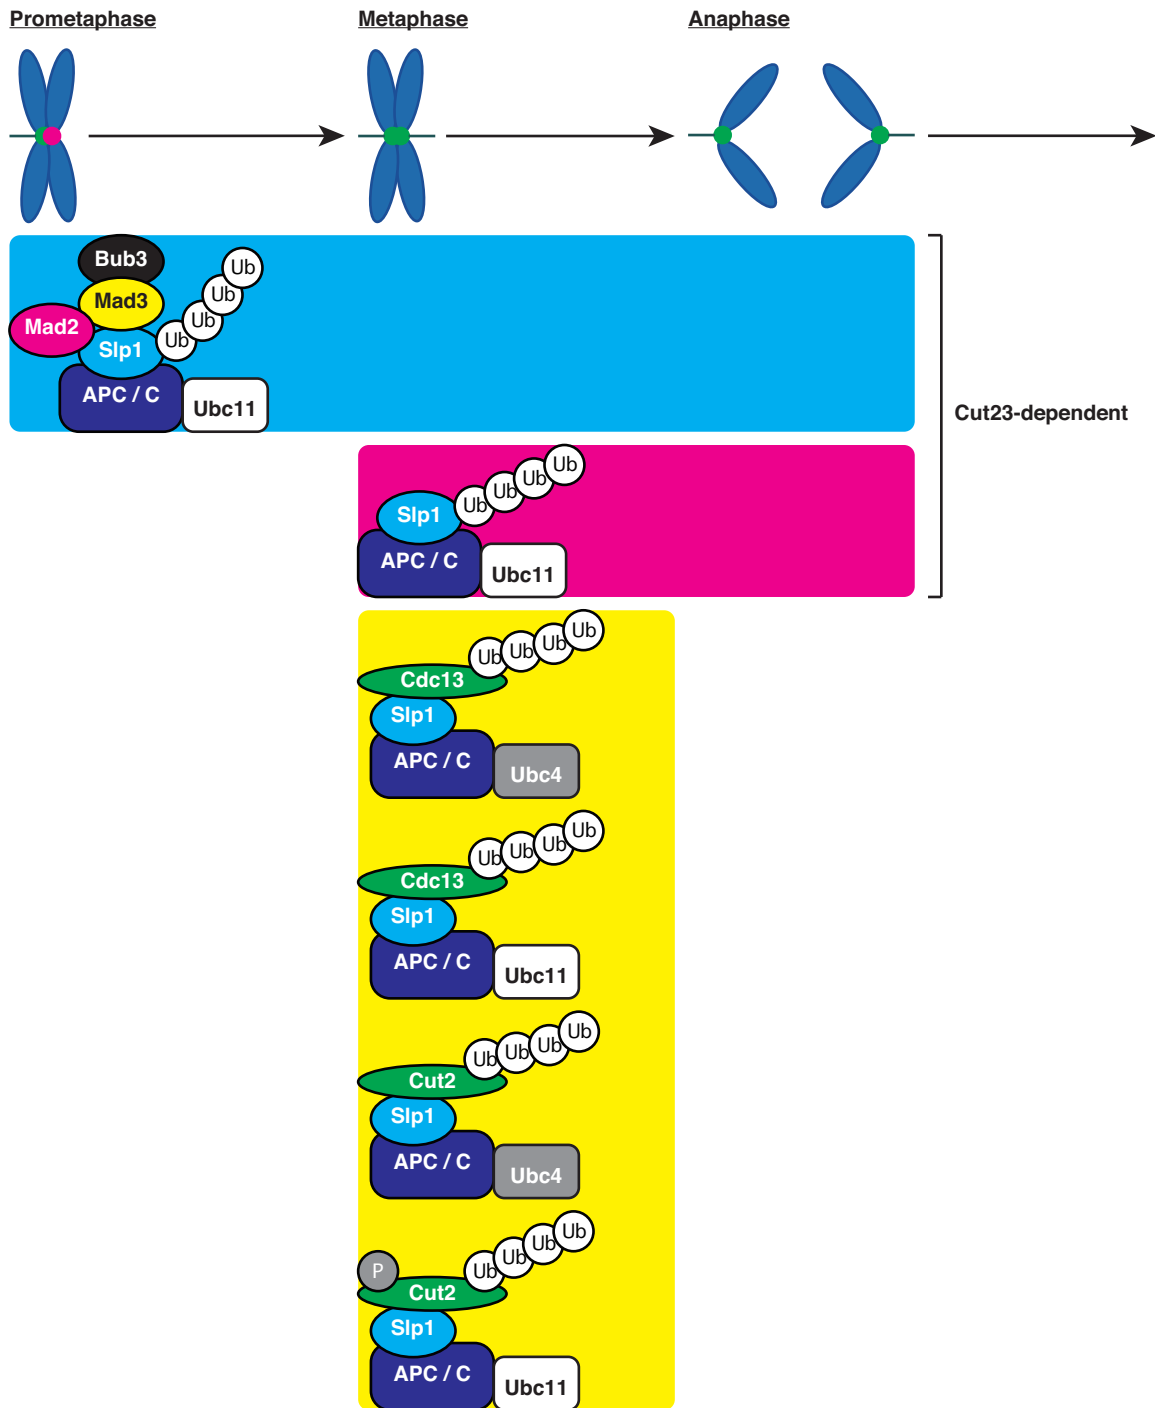 Prometaphase
Metaphase
Anaphase
Bub3
Mad3
Mad2
Slp1
Ub
Ub
Ub
Ub
APC / C
Ubc11
Cut23-dependent
Slp1
Ub
Ub
Ub
Ub
APC / C
Ubc11
Cdc13
Ub
Ub
Ub
Ub
Slp1
APC / C
Ubc4
Cdc13
Ub
Ub
Ub
Ub
Slp1
APC / C
Ubc11
Cut2
Ub
Ub
Ub
Ub
Slp1
APC / C
Ubc4
P
Cut2
Ub
Ub
Ub
Ub
Slp1
APC / C
Ubc11